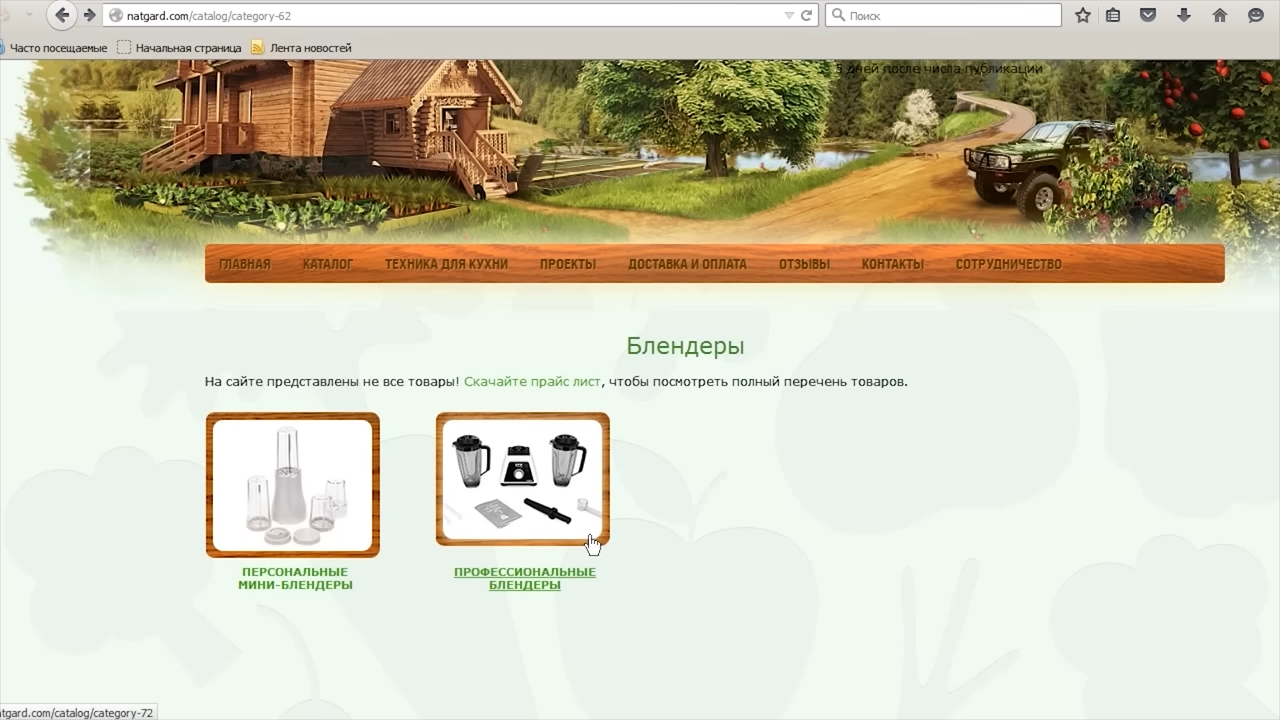 natgard.com/catalog/category-62
Поиск
Часто посещаемые
Начальная страница
Лента новостей
5 дней после числа публикации
ГЛАВНАЯ
КАТАЛОГ
ТЕХНИКА ДЛЯ КУХНИ
ПРОЕКТЫ
ДОСТАВКА И ОПЛАТА
ОТЗЫВЫ
КОНТАКТЫ
СОТРУДНИЧЕСТВО
Блендеры
На сайте представлены не все товары! Скачайте прайс лист, чтобы посмотреть полный перечень товаров.
ПЕРСОНАЛЬНЫЕ
МИНИ-БЛЕНДЕРЫ
ПРОФЕССИОНАЛЬНЫЕ
БЛЕНДЕРЫ
atgard.com/catalog/category-72